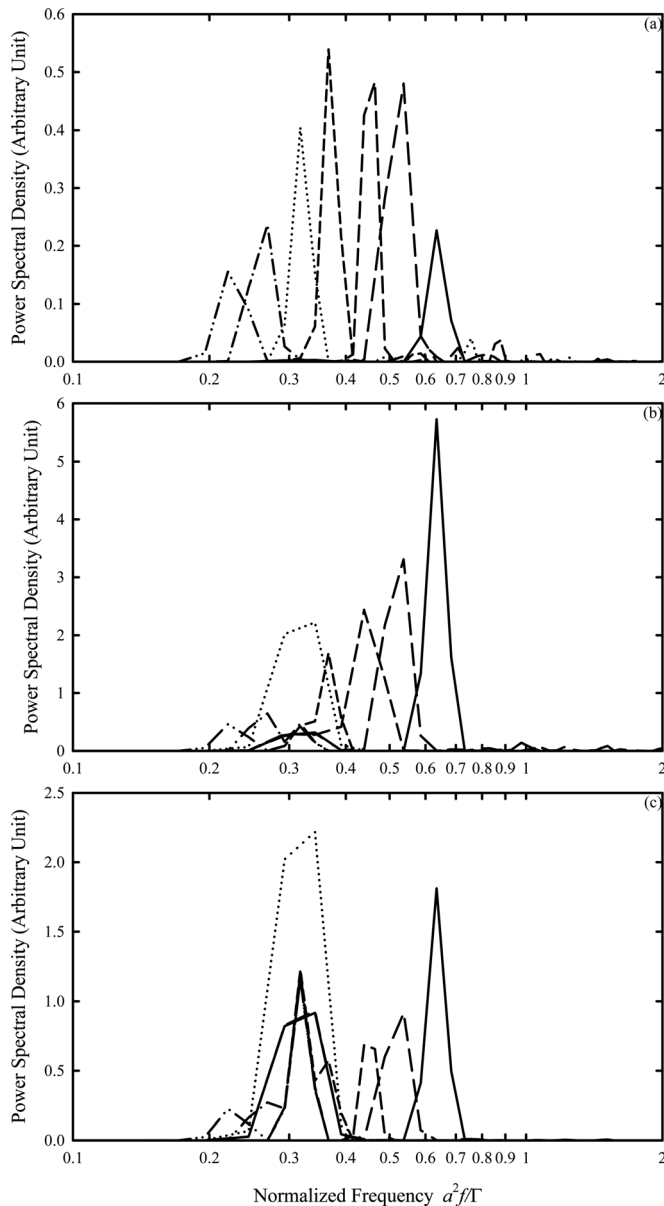 (a)
Power Spectral Density (Arbitrary Unit)
0.6
0.5
0.4
0.3
0.2
0.1
0.0
0.1 0.2 0.3 0.4 0.5 0.6 0.7 0.8 0.9 1 2
(b)
Power Spectral Density (Arbitrary Unit)
6
5
4
3
2
1
0
0.1 0.2 0.3 0.4 0.5 0.6 0.7 0.8 0.9 1 2
(c)
Power Spectral Density (Arbitrary Unit)
2.5
2.0
1.5
1.0
0.5
0.0
0.1 0.2 0.3 0.4 0.5 0.6 0.7 0.8 0.9 1 2
Normalized Frequency a²f/Γ